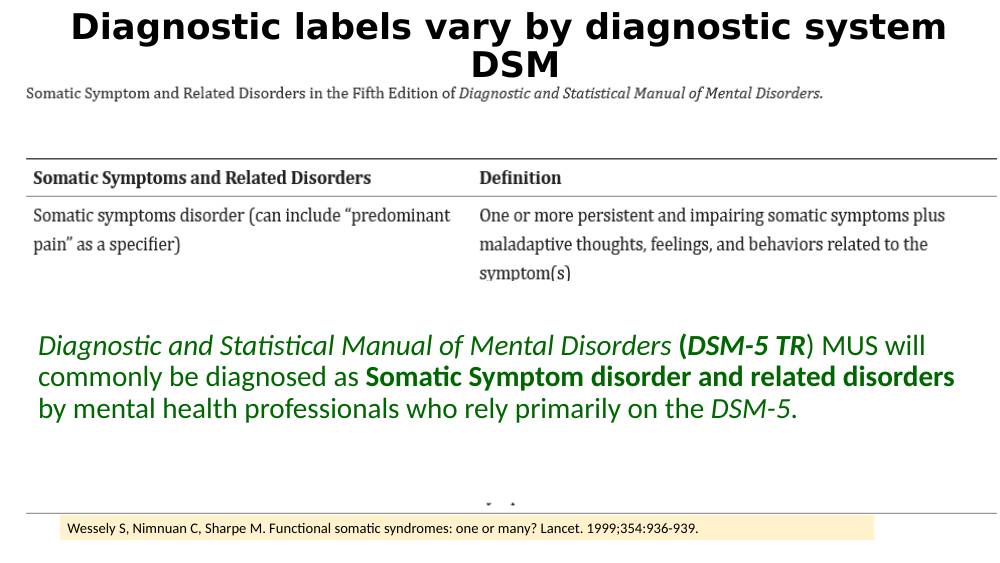 Diagnostic labels vary by diagnostic system
DSM
Somatic Symptom and Related Disorders in the Fifth Edition of Diagnostic and Statistical Manual of Mental Disorders.
Somatic Symptoms and Related Disorders Definition
Somatic symptoms disorder (can include “predominant One or more persistent and impairing somatic symptoms plus
pain” as a specifier) maladaptive thoughts, feelings, and behaviors related to the
symptom(s)
Diagnostic and Statistical Manual of Mental Disorders (DSM-5 TR) MUS will
commonly be diagnosed as Somatic Symptom disorder and related disorders
by mental health professionals who rely primarily on the DSM-5.
Wessely S, Nimnuan C, Sharpe M. Functional somatic syndromes: one or many? Lancet. 1999;354:936-939.